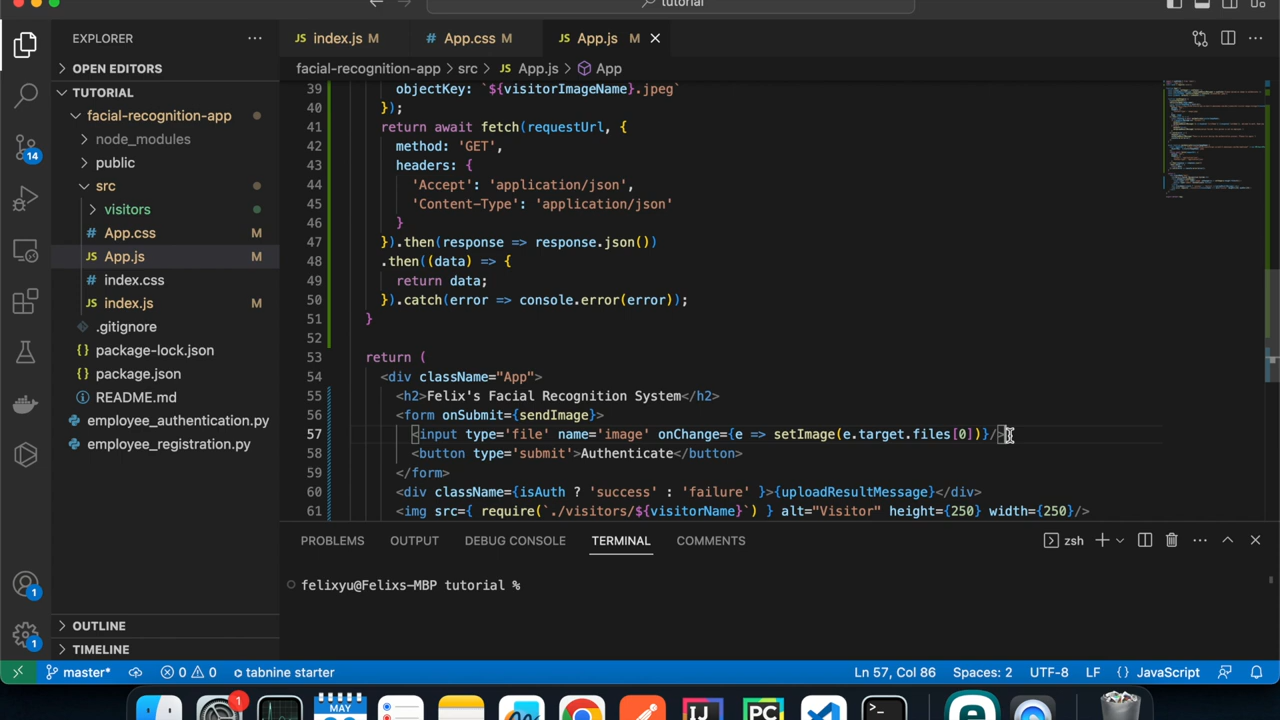 tutorial
EXPLORER
OPEN EDITORS
TUTORIAL
facial-recognition-app
node_modules
public
src
visitors
App.css M
App.js M
index.css
index.js M
.gitignore
package-lock.json
package.json
README.md
employee_authentication.py
employee_registration.py
OUTLINE
TIMELINE
14
1
1
JS index.js M
# App.css M
JS App.js M
facial-recognition-app > src > JS App.js > App
39 objectKey: `${visitorImageName}.jpeg`
40 });
41 return await fetch(requestUrl, {
42 method: 'GET',
43 headers: {
44 'Accept': 'application/json',
45 'Content-Type': 'application/json'
46 }
47 }).then(response => response.json())
48 .then((data) => {
49 return data;
50 }).catch(error => console.error(error));
51 }
52
53 return (
54 <div className="App">
55 <h2>Felix's Facial Recognition System</h2>
56 <form onSubmit={sendImage}>
57 <input type='file' name='image' onChange={e => setImage(e.target.files[0])}/>
58 <button type='submit'>Authenticate</button>
59 </form>
60 <div className={isAuth ? 'success' : 'failure' }>{uploadResultMessage}</div>
61 <img src={ require(`./visitors/${visitorName}`) } alt="Visitor" height={250} width={250}/>
PROBLEMS OUTPUT DEBUG CONSOLE TERMINAL COMMENTS
zsh
felixyu@Felixs-MBP tutorial %
master* 0 0 tabnine starter
Ln 57, Col 86 Spaces: 2 UTF-8 LF {} JavaScript
1
MAY
IJ
PC